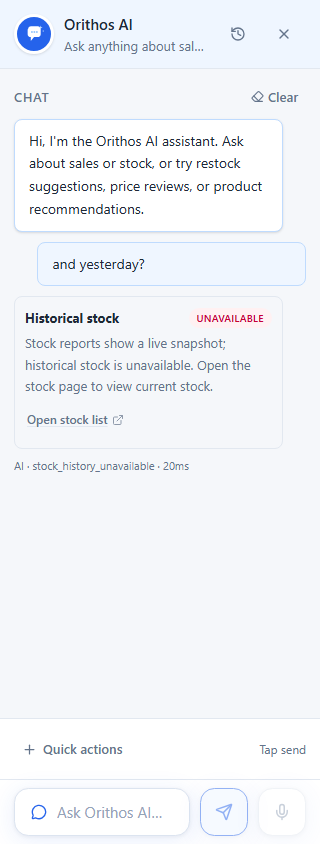 Orithos AI
Ask anything about sal...
CHAT
Clear
Hi, I'm the Orithos AI assistant. Ask
about sales or stock, or try restock
suggestions, price reviews, or product
recommendations.
and yesterday?
Historical stock
UNAVAILABLE
Stock reports show a live snapshot;
historical stock is unavailable. Open the
stock page to view current stock.
Open stock list
AI · stock_history_unavailable · 20ms
Quick actions
Tap send
Ask Orithos AI...